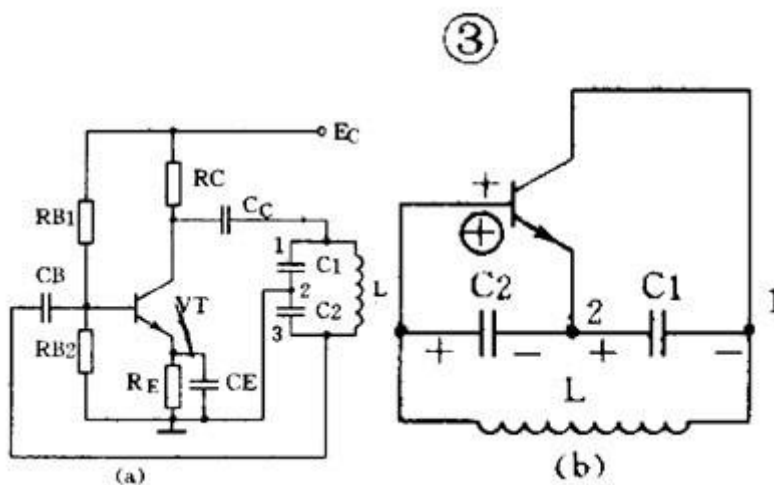 ③
EC
RC
CC
RB1
1
C1
CB
2
L
VT
C2
3
RB2
RE
CE
(a)
+
+
C2
2
C1
1
+
-
+
-
L
(b)